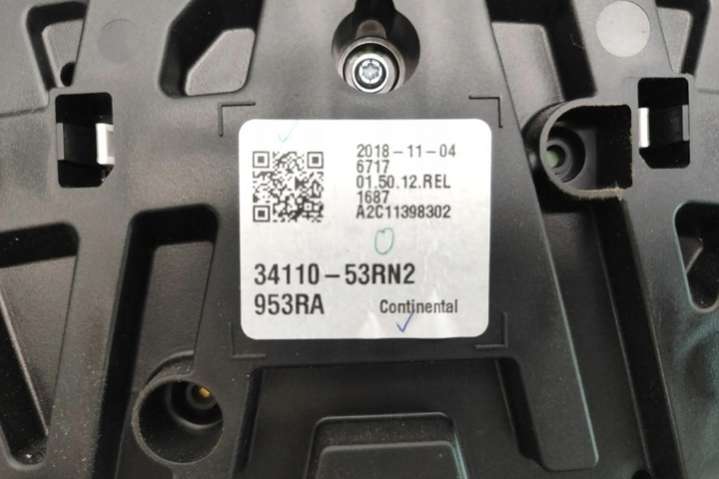 2018-11-04
6717
01.50.12.REL
1687
A2C11398302
34110-53RN2
953RA
Continental